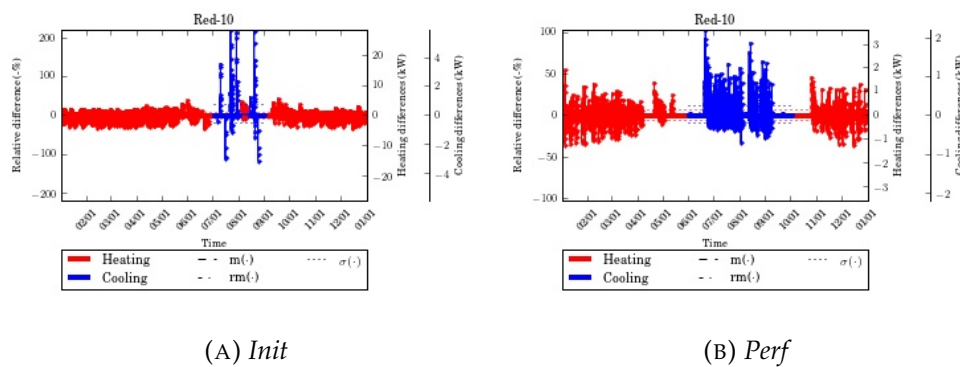 Red-10
200
100
0
−100
−200
Relative difference (-%)
20
10
0
−10
−20
Heating differences (kW)
4
2
0
−2
−4
Cooling differences (kW)
02/01 03/01 04/01 05/01 06/01 07/01 08/01 09/01 10/01 11/01 12/01 01/01
Time
Heating m(·) σ(·)
Cooling rm(·)
(A) Init
Red-10
100
50
0
−50
−100
Relative difference (-%)
3
2
1
0
−1
−2
−3
Heating differences (kW)
2
1
0
−1
−2
Cooling differences (kW)
02/01 03/01 04/01 05/01 06/01 07/01 08/01 09/01 10/01 11/01 12/01 01/01
Time
Heating m(·) σ(·)
Cooling rm(·)
(B) Perf